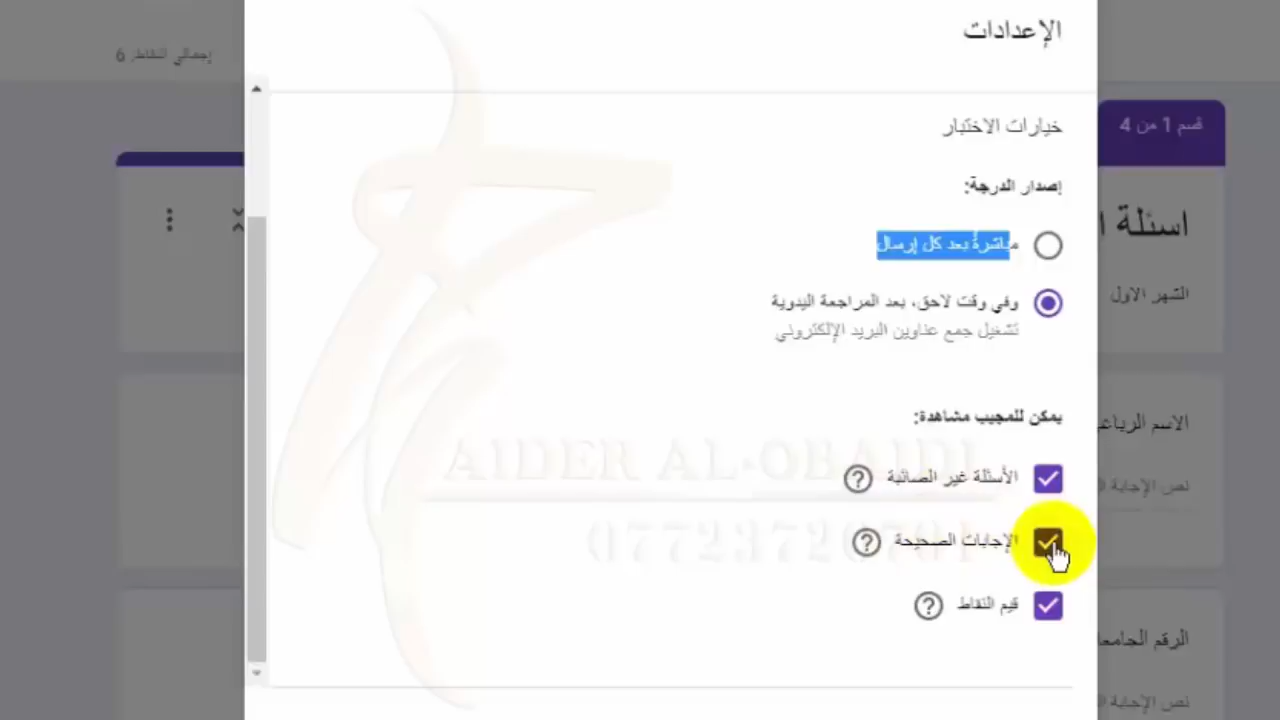 الإعدادات
إجمالي النقاط: 6
قسم 1 من 4
خيارات الاختبار
إصدار الدرجة:
اسئلة ا
مباشرةً بعد كل إرسال
الشهر الاول
وفي وقت لاحق، بعد المراجعة اليدوية
تشغيل جمع عناوين البريد الإلكتروني
يمكن للمجيب مشاهدة:
الاسم الرباعي
AIDER AL-OBAIDI
الأسئلة غير الصائبة
نص الإجابة
الإجابات الصحيحة
قيم النقاط
الرقم الجامعي
نص الإجابة